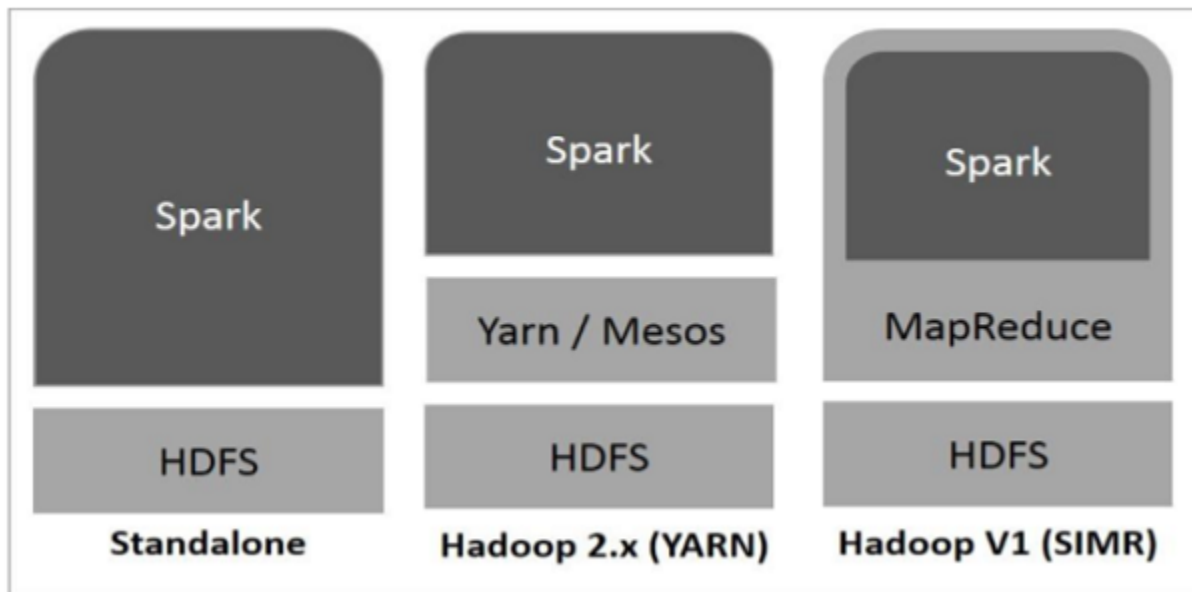 Spark
HDFS
Standalone
Spark
Yarn / Mesos
HDFS
Hadoop 2.x (YARN)
Spark
MapReduce
HDFS
Hadoop V1 (SIMR)